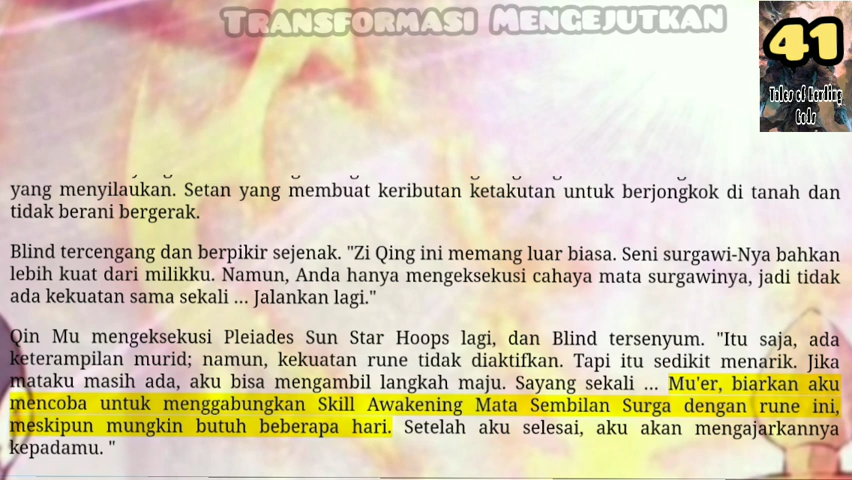 Transformasi Mengejutkan
41
Tales of Herding
Gods
yang menyilaukan. Setan yang membuat keributan ketakutan untuk berjongkok di tanah dan
tidak berani bergerak.
Blind tercengang dan berpikir sejenak. "Zi Qing ini memang luar biasa. Seni surgawi-Nya bahkan
lebih kuat dari milikku. Namun, Anda hanya mengeksekusi cahaya mata surgawinya, jadi tidak
ada kekuatan sama sekali ... Jalankan lagi."
Qin Mu mengeksekusi Pleiades Sun Star Hoops lagi, dan Blind tersenyum. "Itu saja, ada
keterampilan murid; namun, kekuatan rune tidak diaktifkan. Tapi itu sedikit menarik. Jika
mataku masih ada, aku bisa mengambil langkah maju. Sayang sekali ... Mu'er, biarkan aku
mencoba untuk menggabungkan Skill Awakening Mata Sembilan Surga dengan rune ini,
meskipun mungkin butuh beberapa hari. Setelah aku selesai, aku akan mengajarkannya
kepadamu. "